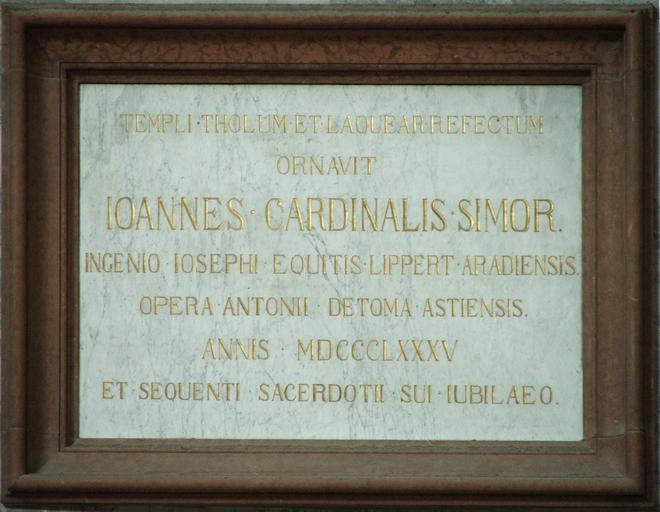 TEMPLI·THOLUM·ET·LAQUEAR·REFECTUM
ORNAVIT
IOANNES·CARDINALIS·SIMOR.
INGENIO IOSEPHI·EQUITIS·LIPPERT·ARADIENSIS.
OPERA·ANTONII·DETOMA·ASTIENSIS.
ANNIS·MDCCCLXXXV
ET·SEQUENTI·SACERDOTII·SUI·IUBILAEO.